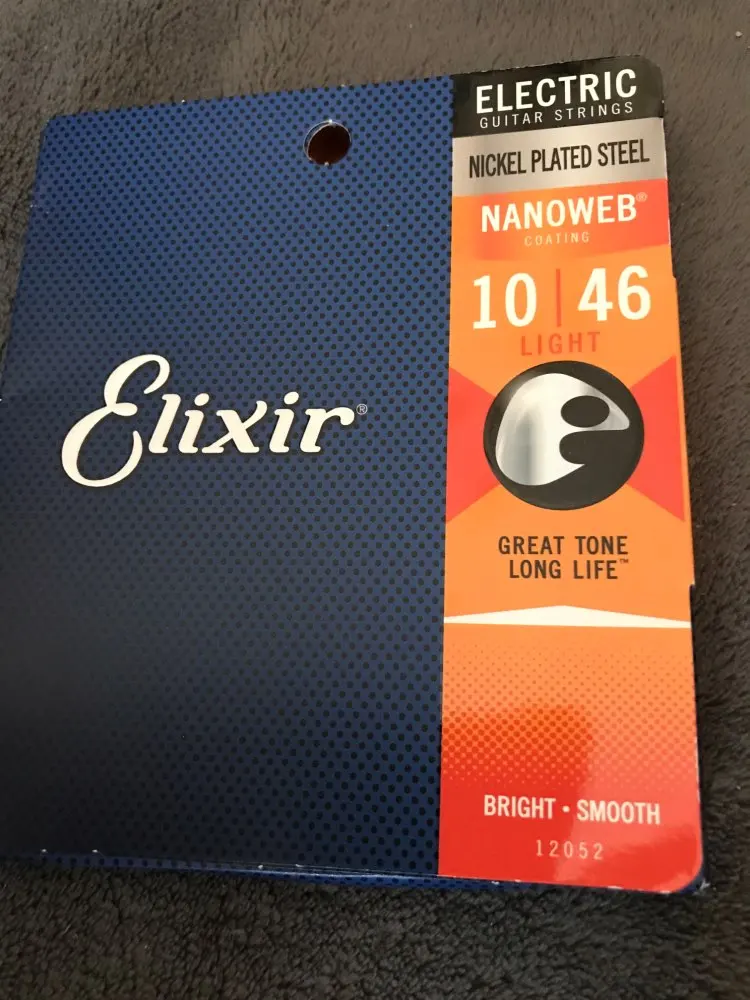 ELECTRIC
GUITAR STRINGS
NICKEL PLATED STEEL
NANOWEB®
COATING
10 | 46
LIGHT
Elixir®
GREAT TONE
LONG LIFE™
BRIGHT • SMOOTH
12052